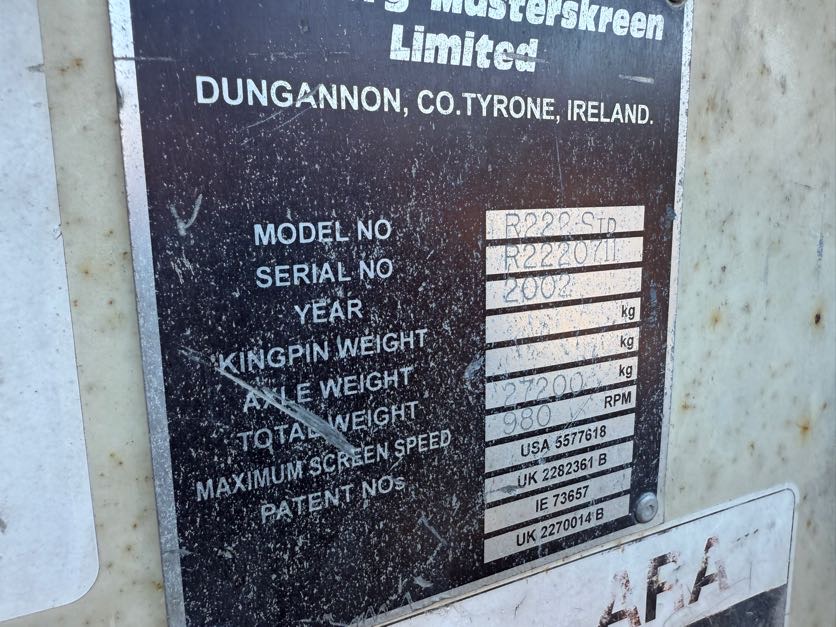 Masterskreen
Limited
DUNGANNON, CO.TYRONE, IRELAND.
MODEL NO R222 STD
SERIAL NO R2220711
YEAR 2002
KINGPIN WEIGHT kg
AXLE WEIGHT kg
TOTAL WEIGHT 27200 kg
MAXIMUM SCREEN SPEED 980 RPM
PATENT NOs USA 5577618
UK 2282361 B
IE 73657
UK 2270014 B